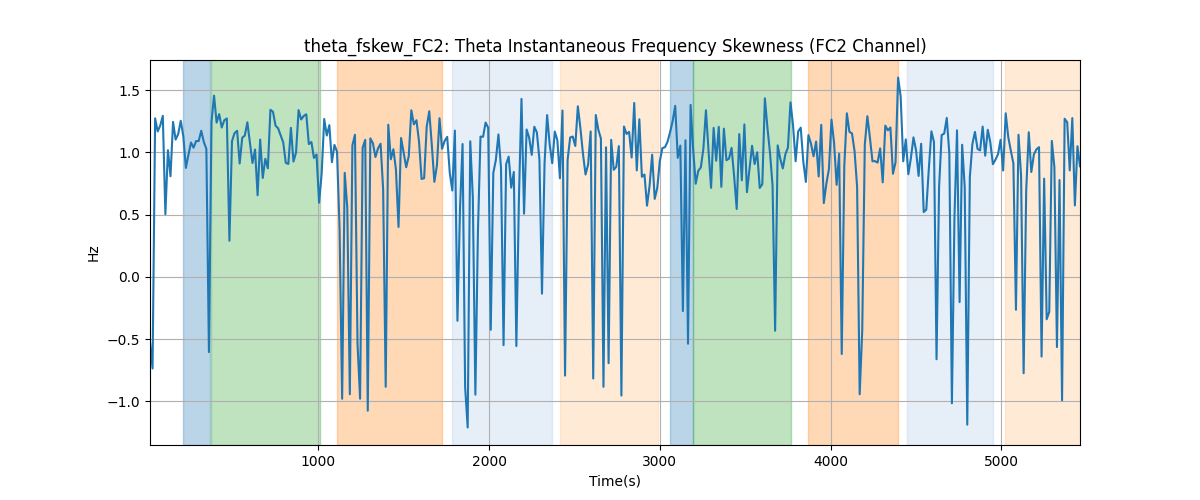 theta_fskew_FC2: Theta Instantaneous Frequency Skewness (FC2 Channel)
Hz
1.5
1.0
0.5
0.0
−0.5
−1.0
1000 2000 3000 4000 5000
Time(s)